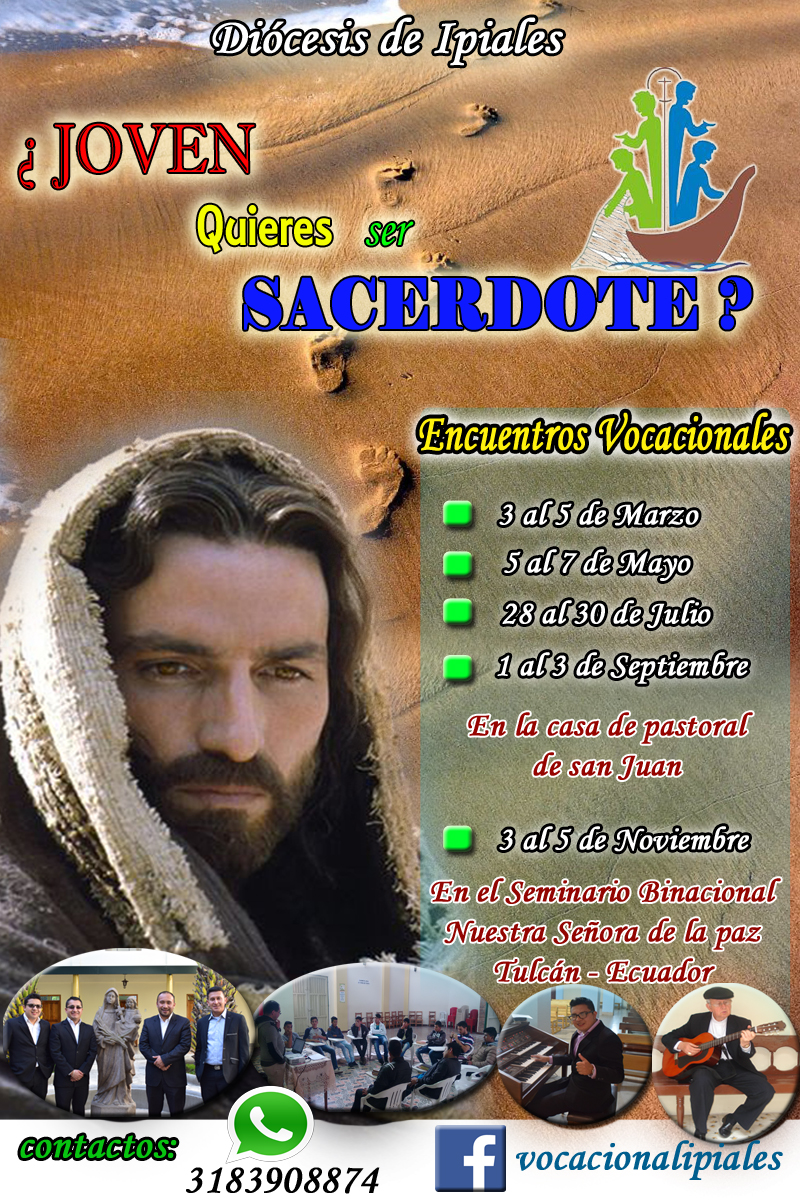 Diócesis de Ipiales
¿ JOVEN
Quieres ser
SACERDOTE ?
Encuentros Vocacionales
3 al 5 de Marzo
5 al 7 de Mayo
28 al 30 de Julio
1 al 3 de Septiembre
En la casa de pastoral
de san Juan
3 al 5 de Noviembre
En el Seminario Binacional
Nuestra Señora de la paz
Tulcán - Ecuador
contactos:
3183908874
f vocacionalipiales